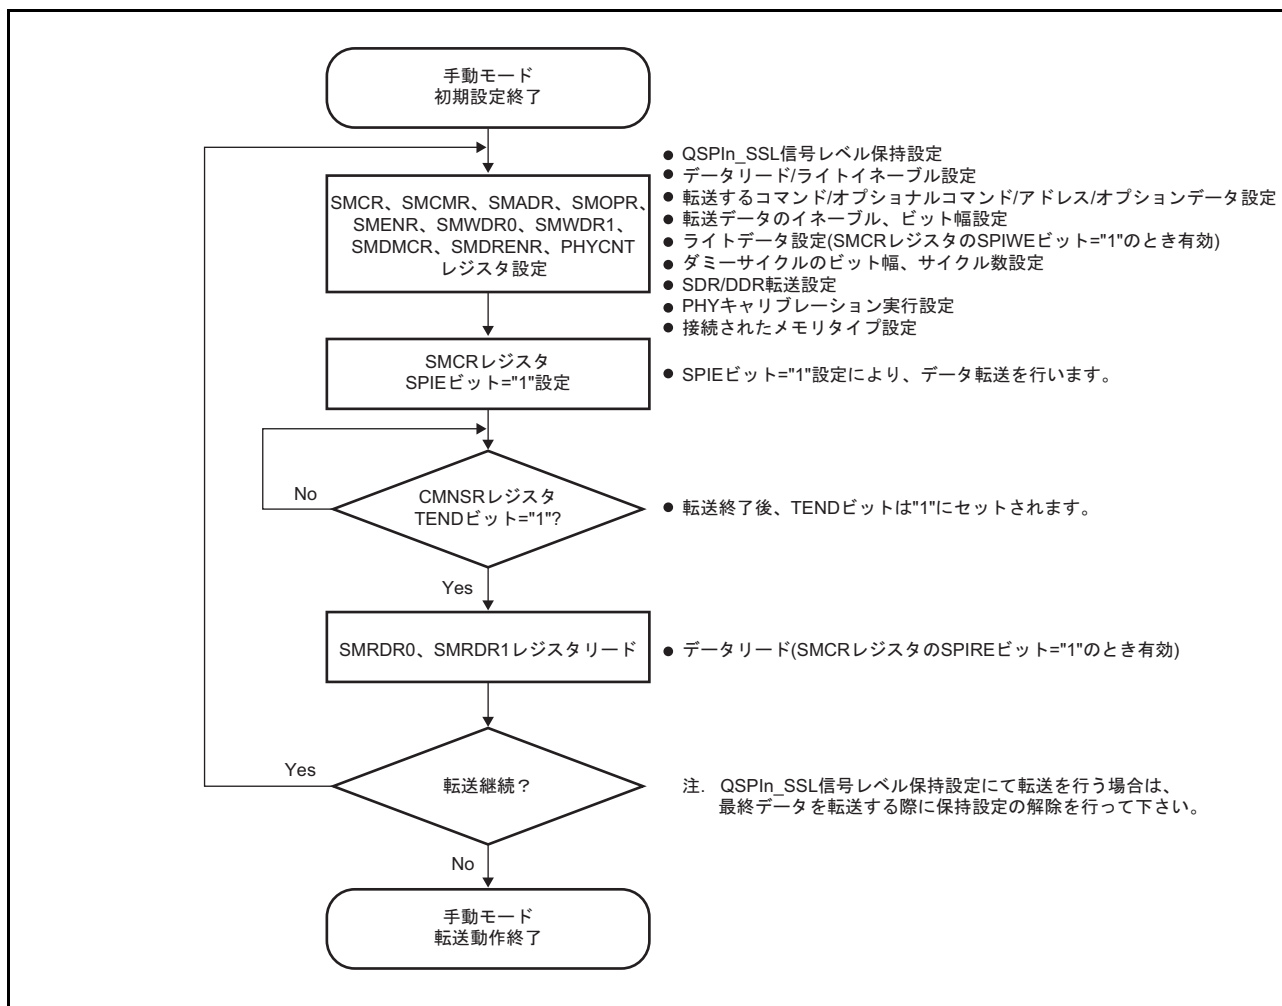 手動モード
初期設定終了
SMCR、SMCMR、SMADR、SMOPR、
SMENR、SMWDR0、SMWDR1、
SMDMCR、SMDRENR、PHYCNT
レジスタ設定
● QSPIn_SSL信号レベル保持設定
● データリード/ライトイネーブル設定
● 転送するコマンド/オプショナルコマンド/アドレス/オプションデータ設定
● 転送データのイネーブル、ビット幅設定
● ライトデータ設定(SMCRレジスタのSPIWEビット="1"のとき有効)
● ダミーサイクルのビット幅、サイクル数設定
● SDR/DDR転送設定
● PHYキャリブレーション実行設定
● 接続されたメモリタイプ設定
SMCRレジスタ
SPIEビット="1"設定
● SPIEビット="1"設定により、データ転送を行います。
No
CMNSRレジスタ
TENDビット="1"?
● 転送終了後、TENDビットは"1"にセットされます。
Yes
SMRDR0、SMRDR1レジスタリード
● データリード(SMCRレジスタのSPIREビット="1"のとき有効)
Yes
転送継続？
注. QSPIn_SSL信号レベル保持設定にて転送を行う場合は、
最終データを転送する際に保持設定の解除を行って下さい。
No
手動モード
転送動作終了